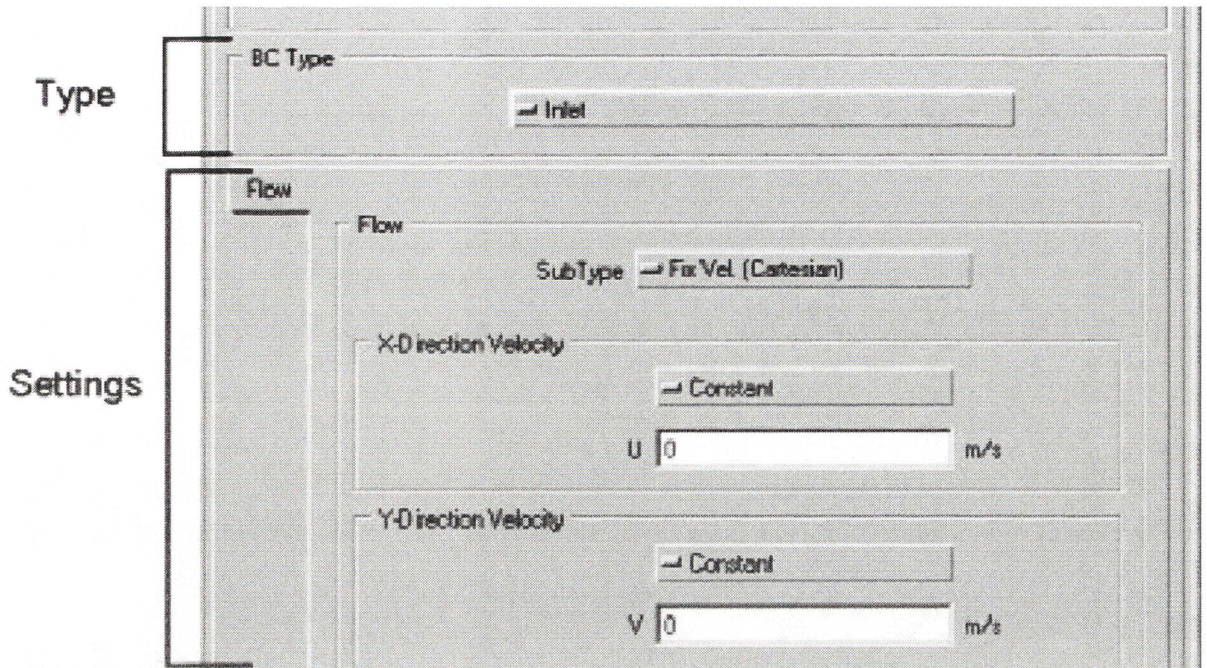 BC Type
Type
Inlet
Flow
Flow
SubType Fix Vel. (Cartesian)
X-Direction Velocity
Settings
Constant
U 0 m/s
Y-Direction Velocity
Constant
V 0 m/s